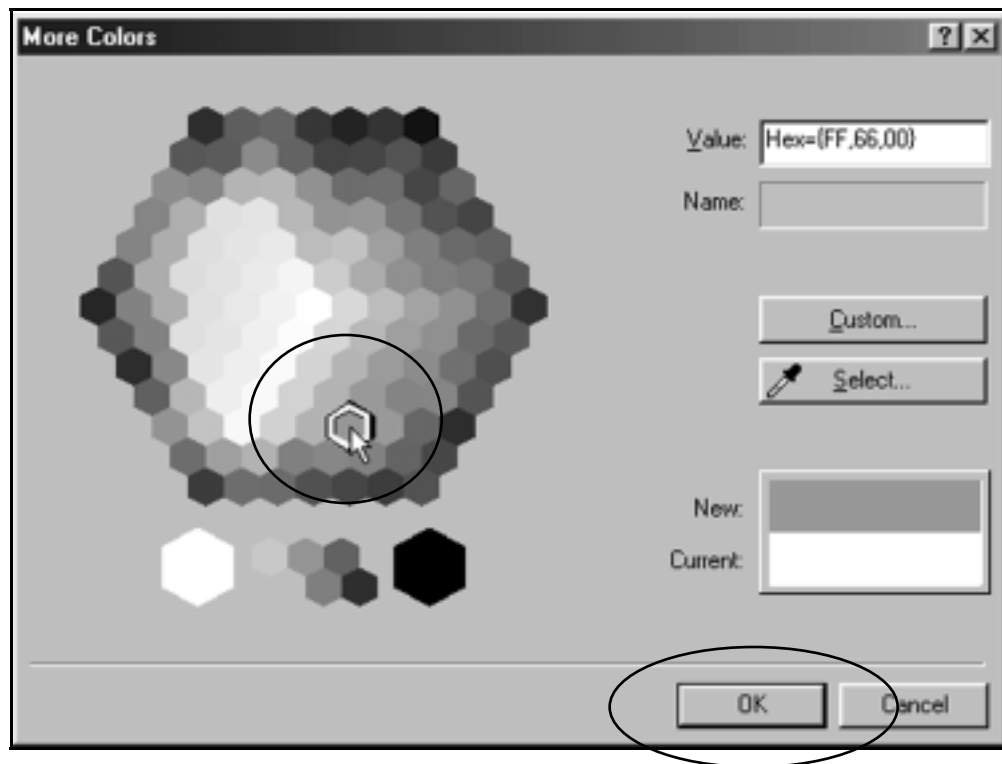 More Colors
Value: Hex={FF,66,00}
Name:
Custom...
Select...
New:
Current:
OK Cancel